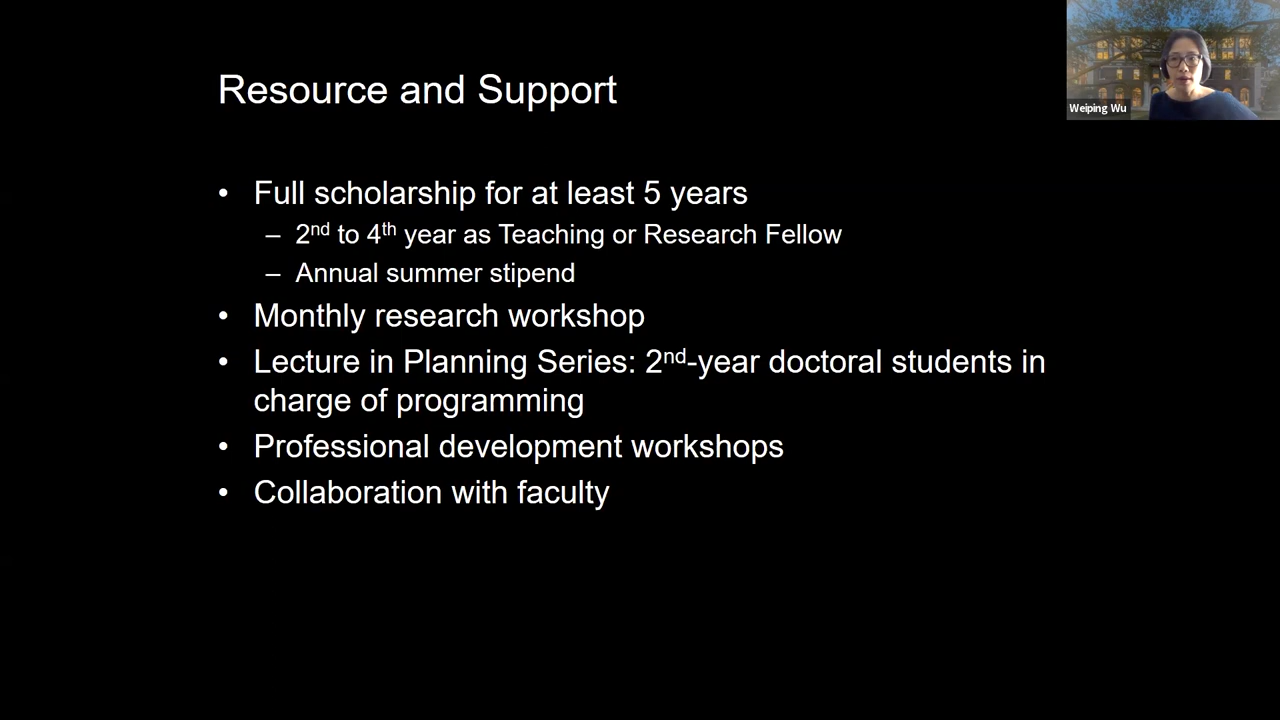 Resource and Support
Weiping Wu
• Full scholarship for at least 5 years
– 2nd to 4th year as Teaching or Research Fellow
– Annual summer stipend
• Monthly research workshop
• Lecture in Planning Series: 2nd-year doctoral students in
charge of programming
• Professional development workshops
• Collaboration with faculty